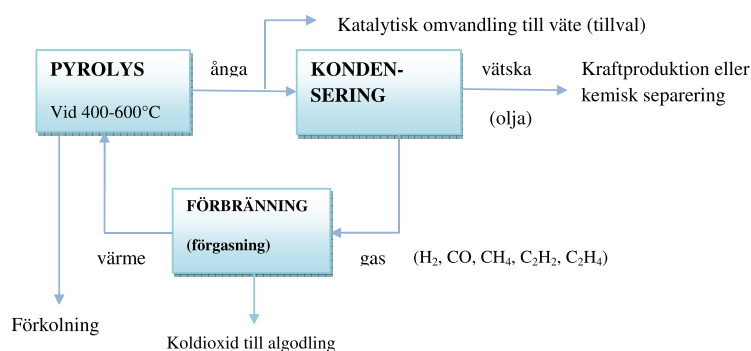 Katalytisk omvandling till väte (tillval)
PYROLYS
Vid 400-600°C
ånga
KONDEN-
SERING
vätska
(olja)
Kraftproduktion eller
kemisk separering
FÖRBRÄNNING
(förgasning)
värme
gas
(H₂, CO, CH₄, C₂H₂, C₂H₄)
Förkolning
Koldioxid till algodling